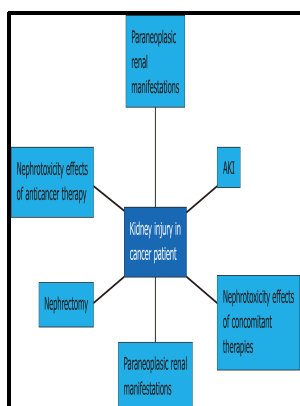 Paraneoplasic
renal
manifestations
Nephrotoxicity effects
of anticancer therapy
AKI
Kidney injury in
cancer patient
Nephrectomy
Nephrotoxicity effects
of concomitant
therapies
Paraneoplasic renal
manifestations